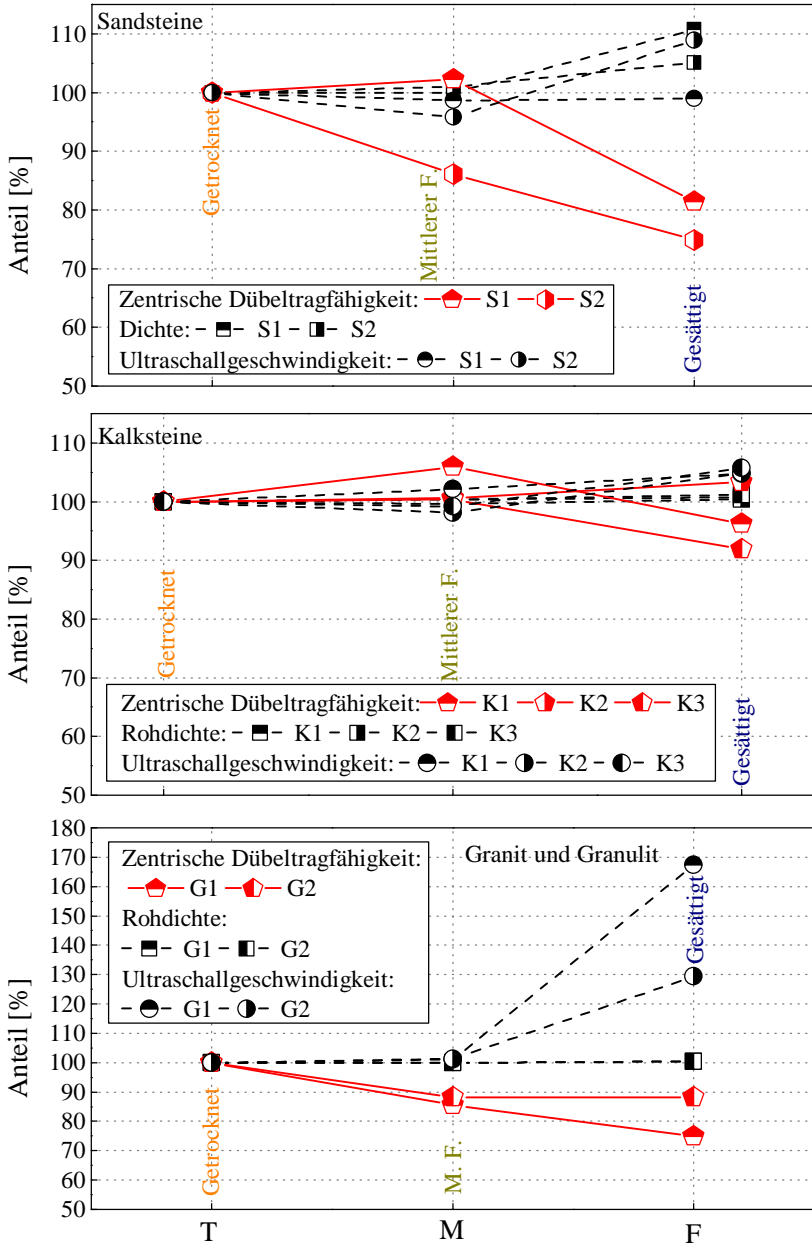 Sandsteine
110
100
90
80
70
60
50
Anteil [%]
Getrocknet
Mittlerer F.
Gesättigt
Zentrische Dübeltragfähigkeit: S1 S2
Dichte: S1 S2
Ultraschallgeschwindigkeit: S1 S2
Kalksteine
110
100
90
80
70
60
50
Anteil [%]
Getrocknet
Mittlerer F.
Gesättigt
Zentrische Dübeltragfähigkeit: K1 K2 K3
Rohdichte: K1 K2 K3
Ultraschallgeschwindigkeit: K1 K2 K3
180
170
160
150
140
130
120
110
100
90
80
70
60
50
Anteil [%]
Zentrische Dübeltragfähigkeit:
G1 G2
Rohdichte:
G1 G2
Ultraschallgeschwindigkeit:
G1 G2
Granit und Granulit
Getrocknet
M. F.
Gesättigt
T M F